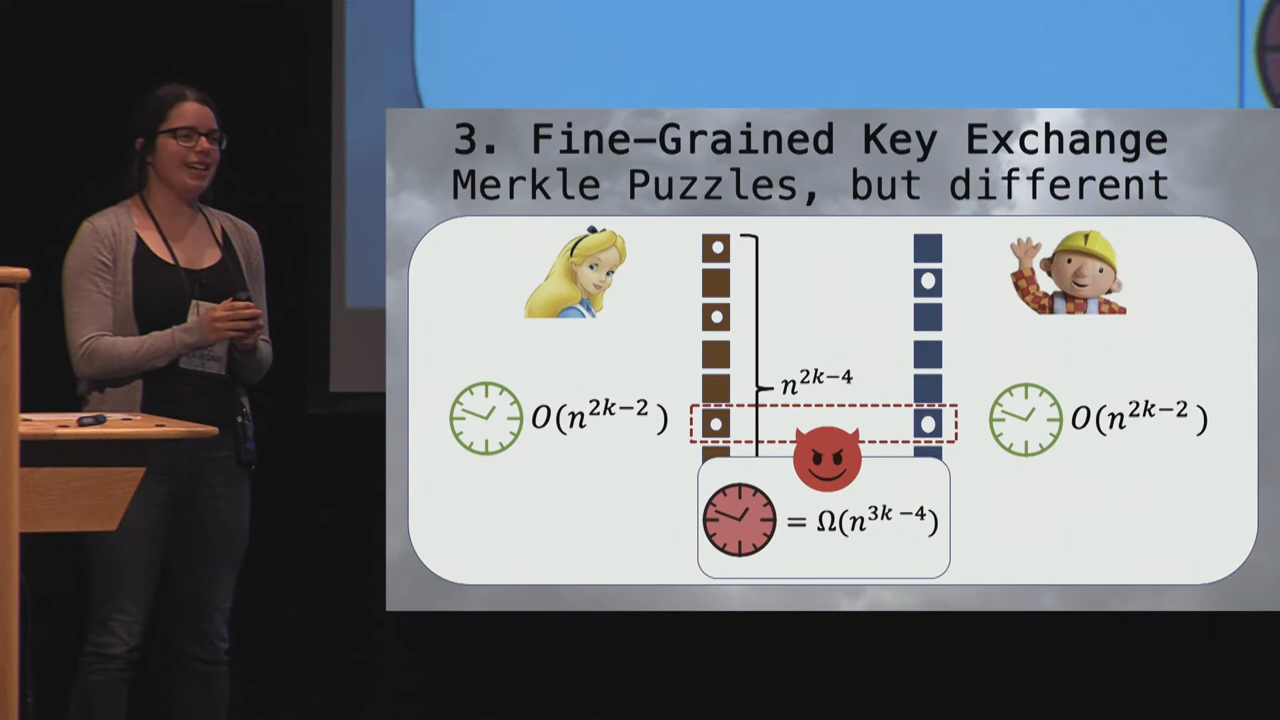 3. Fine-Grained Key Exchange
Merkle Puzzles, but different
n^{2k-4}
O(n^{2k-2})
O(n^{2k-2})
= Ω(n^{3k-4})